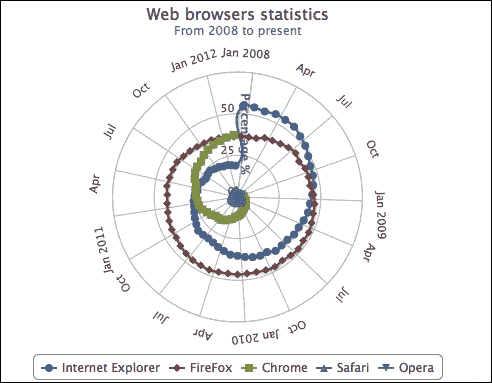 Web browsers statistics
From 2008 to present
Jan 2008
Apr
Jul
Oct
Jan 2009
Apr
Jul
Oct
Jan 2010
Apr
Jul
Oct
Jan 2011
Apr
Jul
Oct
Jan 2012
Percentage %
50
25
0
Internet Explorer FireFox Chrome Safari Opera